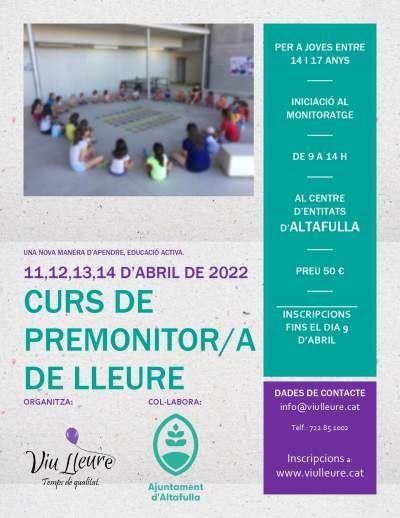 PER A JOVES ENTRE
14 I 17 ANYS
INICIACIÓ AL
MONITORATGE
DE 9 A 14 H
AL CENTRE
D'ENTITATS
D'ALTAFULLA
PREU 50 €
INSCRIPCIONS
FINS EL DIA 9
D'ABRIL
UNA NOVA MANERA D'APENDRE, EDUCACIÓ ACTIVA.
11,12,13,14 D'ABRIL DE 2022
CURS DE
PREMONITOR/A
DE LLEURE
ORGANITZA:
COL·LABORA:
Viu Lleure
Temps de qualitat.
Ajuntament
d'Altafulla
DADES DE CONTACTE
info@viulleure.cat
Telf.: 722 85 1002
Inscripcions a:
www.viulleure.cat